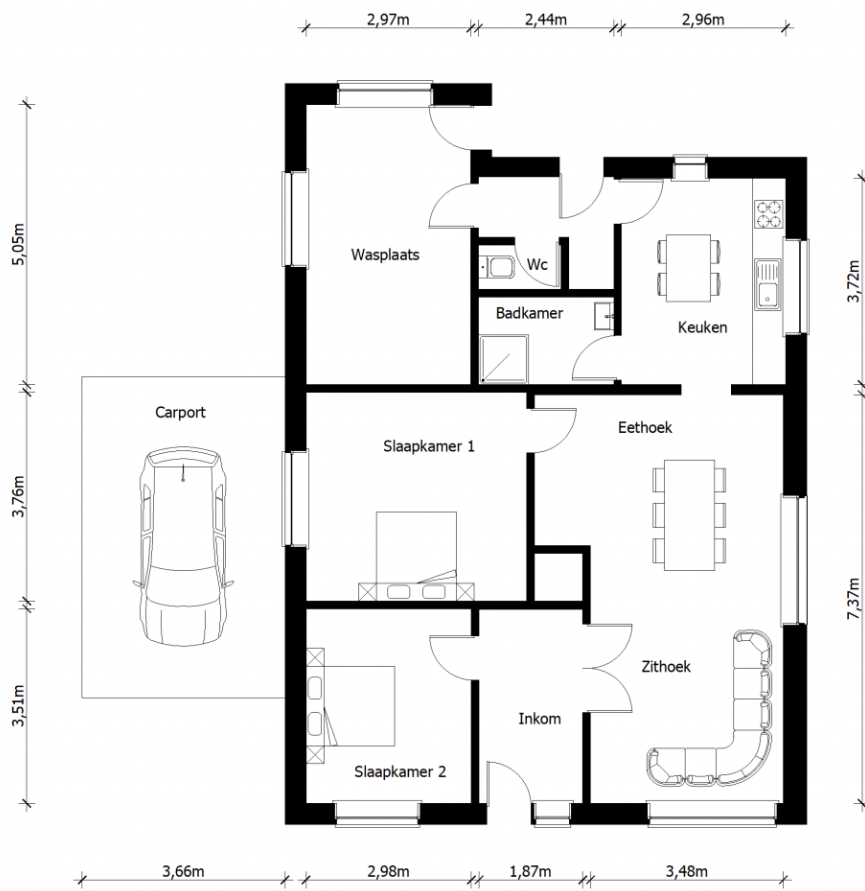 2,97m
2,44m
2,96m
5,05m
3,72m
Wasplaats
Wc
Badkamer
Keuken
Carport
Slaapkamer 1
Eethoek
3,76m
7,37m
3,51m
Zithoek
Inkom
Slaapkamer 2
3,66m
2,98m
1,87m
3,48m